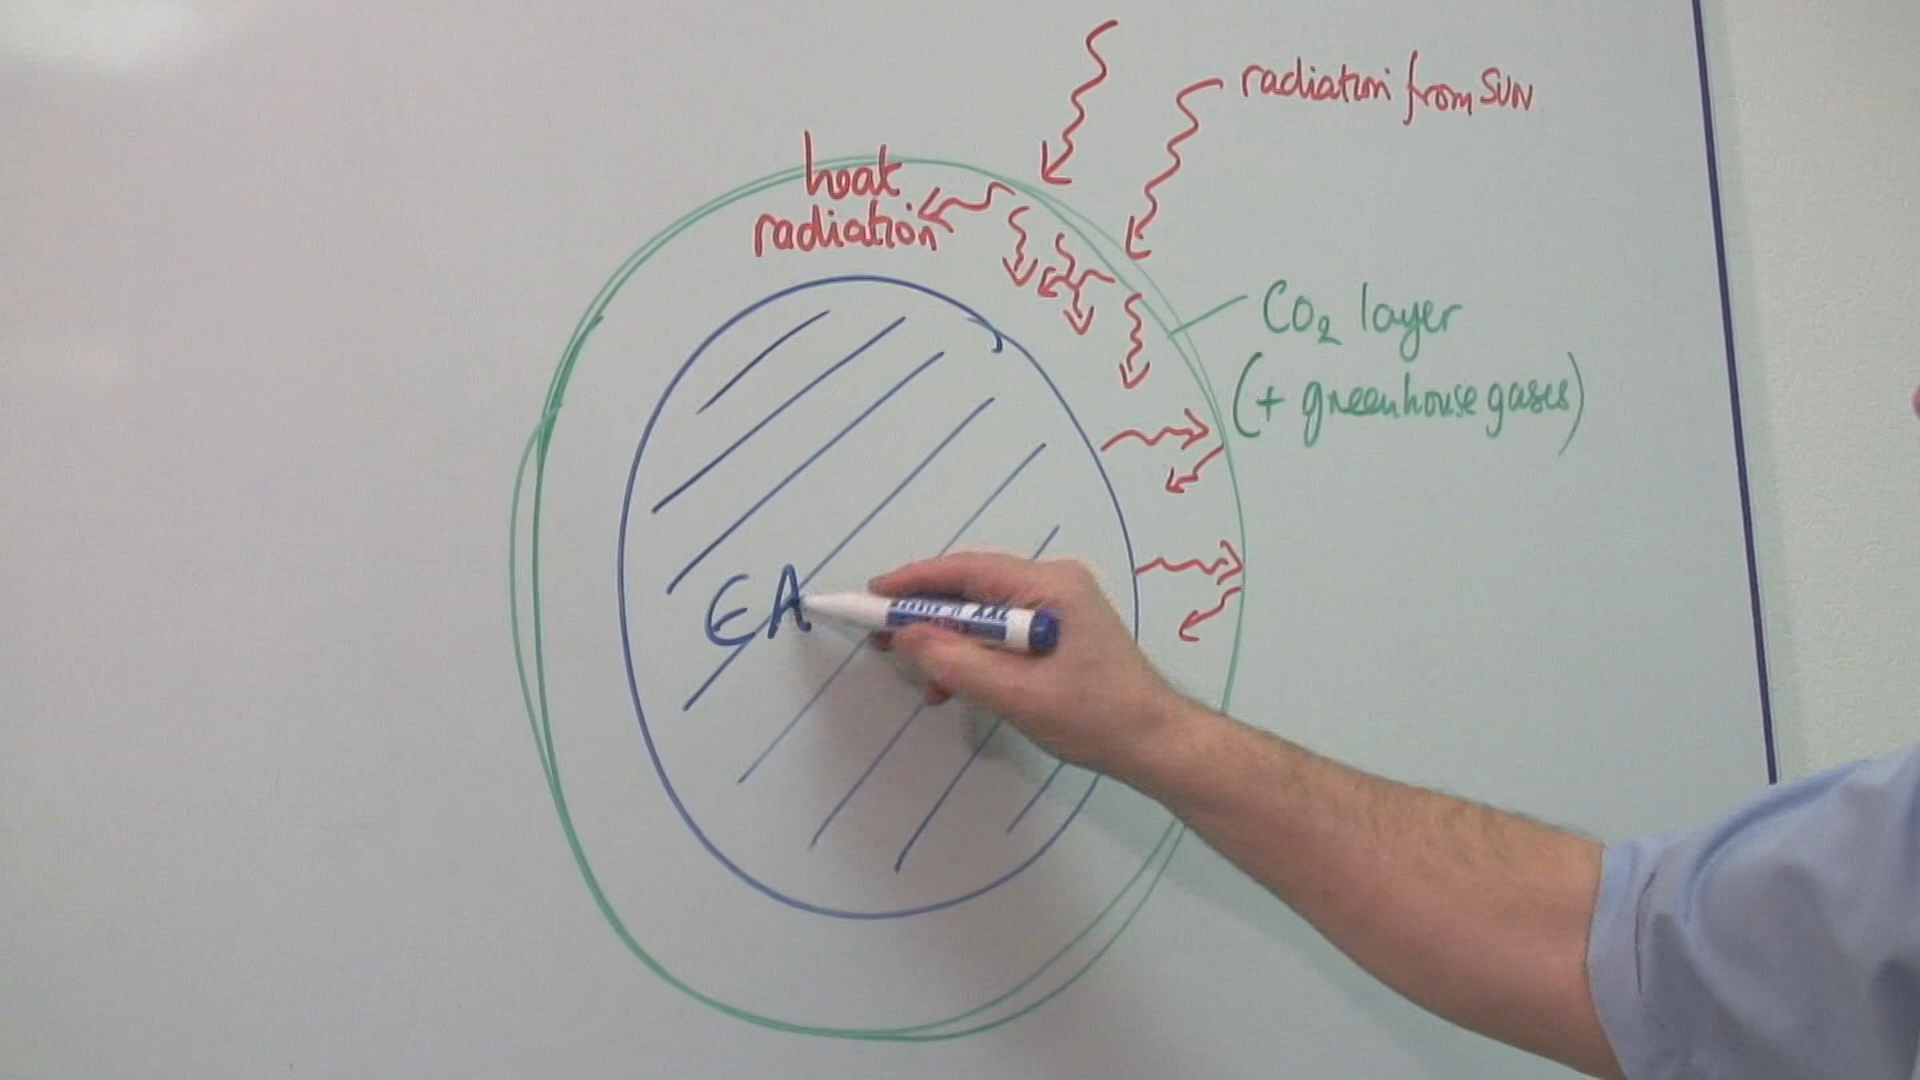 radiation from SUN
heat
radiation
CO₂ layer
(+ greenhouse gases)
EA